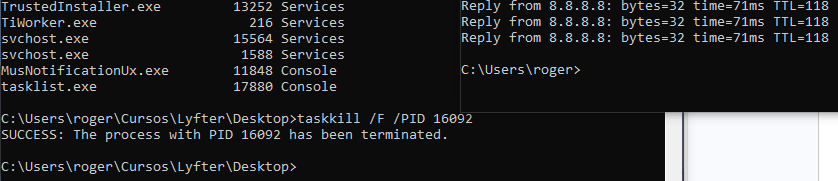 TrustedInstaller.exe 13252 Services
TiWorker.exe 216 Services
svchost.exe 15564 Services
svchost.exe 1588 Services
MusNotificationUx.exe 11848 Console
tasklist.exe 17880 Console
C:\Users\roger\Cursos\Lyfter\Desktop>taskkill /F /PID 16092
SUCCESS: The process with PID 16092 has been terminated.
C:\Users\roger\Cursos\Lyfter\Desktop>
Reply from 8.8.8.8: bytes=32 time=71ms TTL=118
Reply from 8.8.8.8: bytes=32 time=71ms TTL=118
Reply from 8.8.8.8: bytes=32 time=71ms TTL=118
C:\Users\roger>